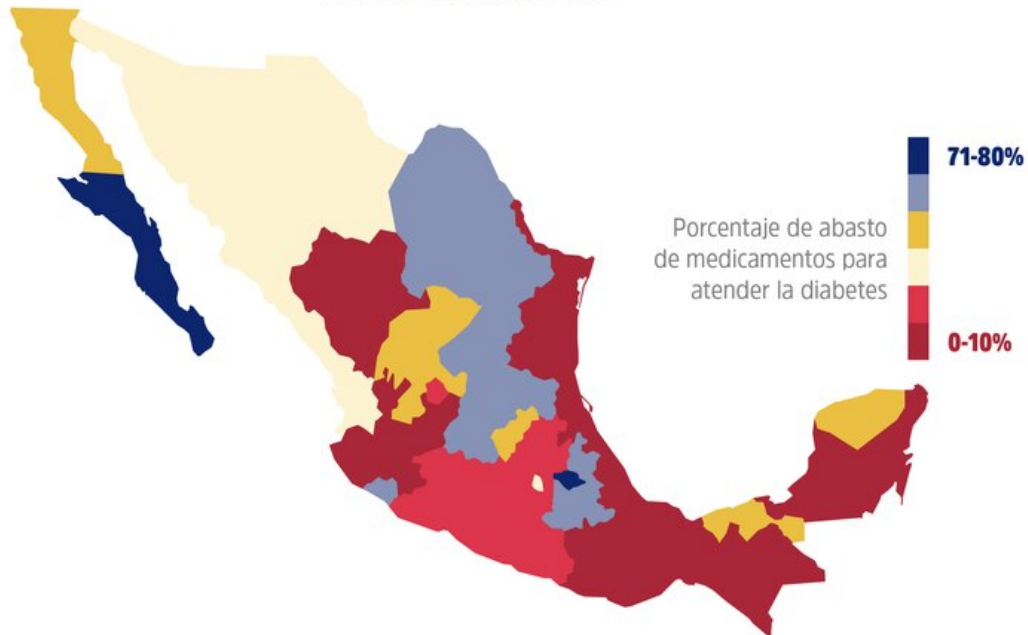 71-80%
Porcentaje de abasto
de medicamentos para
atender la diabetes
0-10%